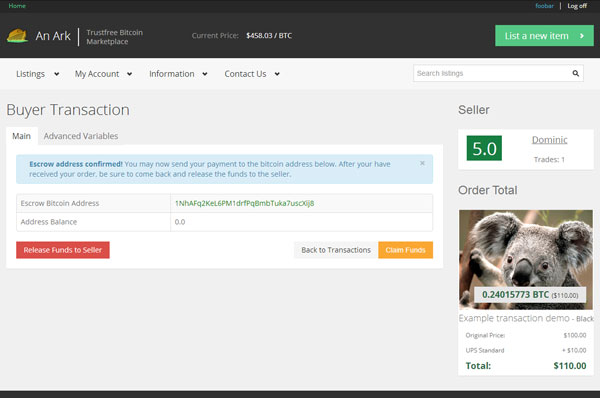 Home
foobar | Log off
An Ark
Trustfree Bitcoin
Marketplace
Current Price: $458.03 / BTC
List a new item
Listings
My Account
Information
Contact Us
Search listings
Buyer Transaction
Main
Advanced Variables
Escrow address confirmed! You may now send your payment to the bitcoin address below. After your have
received your order, be sure to come back and release the funds to the seller.
×
Escrow Bitcoin Address 1NhAFq2KeL6PM1drfPqBmbTuka7uscXiJ8
Address Balance 0.0
Release Funds to Seller
Back to Transactions
Claim Funds
Seller
5.0
Dominic
Trades: 1
Order Total
0.24015773 BTC ($110.00)
Example transaction demo - Black
Original Price: $100.00
UPS Standard + $10.00
Total: $110.00